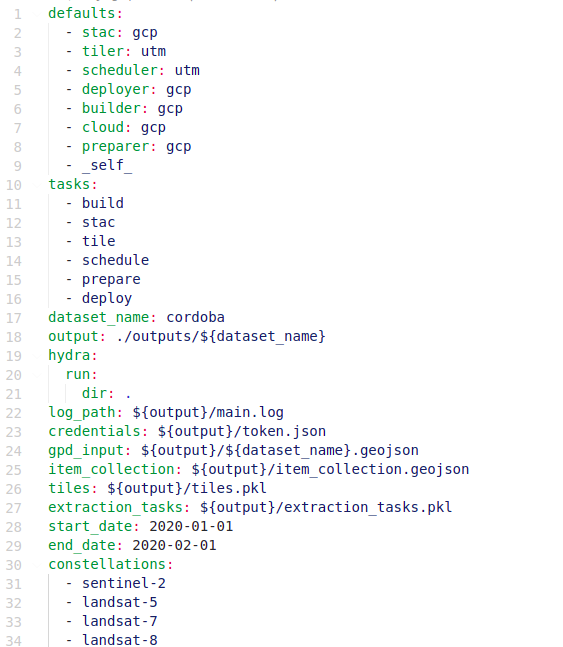 1 defaults:
2   - stac: gcp
3   - tiler: utm
4   - scheduler: utm
5   - deployer: gcp
6   - builder: gcp
7   - cloud: gcp
8   - preparer: gcp
9   - _self_
10 tasks:
11   - build
12   - stac
13   - tile
14   - schedule
15   - prepare
16   - deploy
17 dataset_name: cordoba
18 output: ./outputs/${dataset_name}
19 hydra:
20   run:
21     dir: .
22 log_path: ${output}/main.log
23 credentials: ${output}/token.json
24 gpd_input: ${output}/${dataset_name}.geojson
25 item_collection: ${output}/item_collection.geojson
26 tiles: ${output}/tiles.pkl
27 extraction_tasks: ${output}/extraction_tasks.pkl
28 start_date: 2020-01-01
29 end_date: 2020-02-01
30 constellations:
31   - sentinel-2
32   - landsat-5
33   - landsat-7
34   - landsat-8